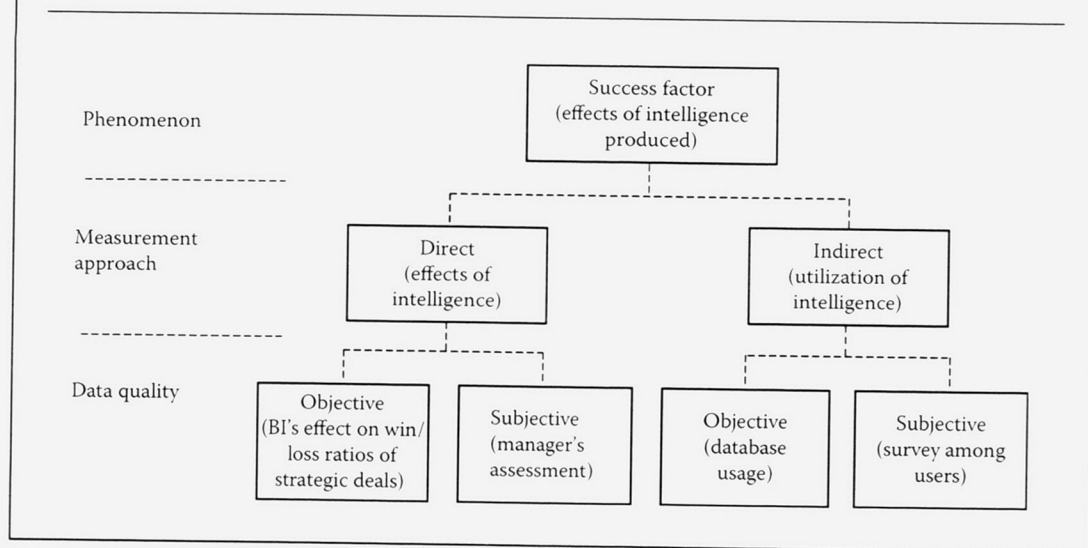 Phenomenon
Success factor
(effects of intelligence
produced)
Measurement
approach
Direct
(effects of
intelligence)
Indirect
(utilization of
intelligence)
Data quality
Objective
(BI's effect on win/
loss ratios of
strategic deals)
Subjective
(manager's
assessment)
Objective
(database
usage)
Subjective
(survey among
users)